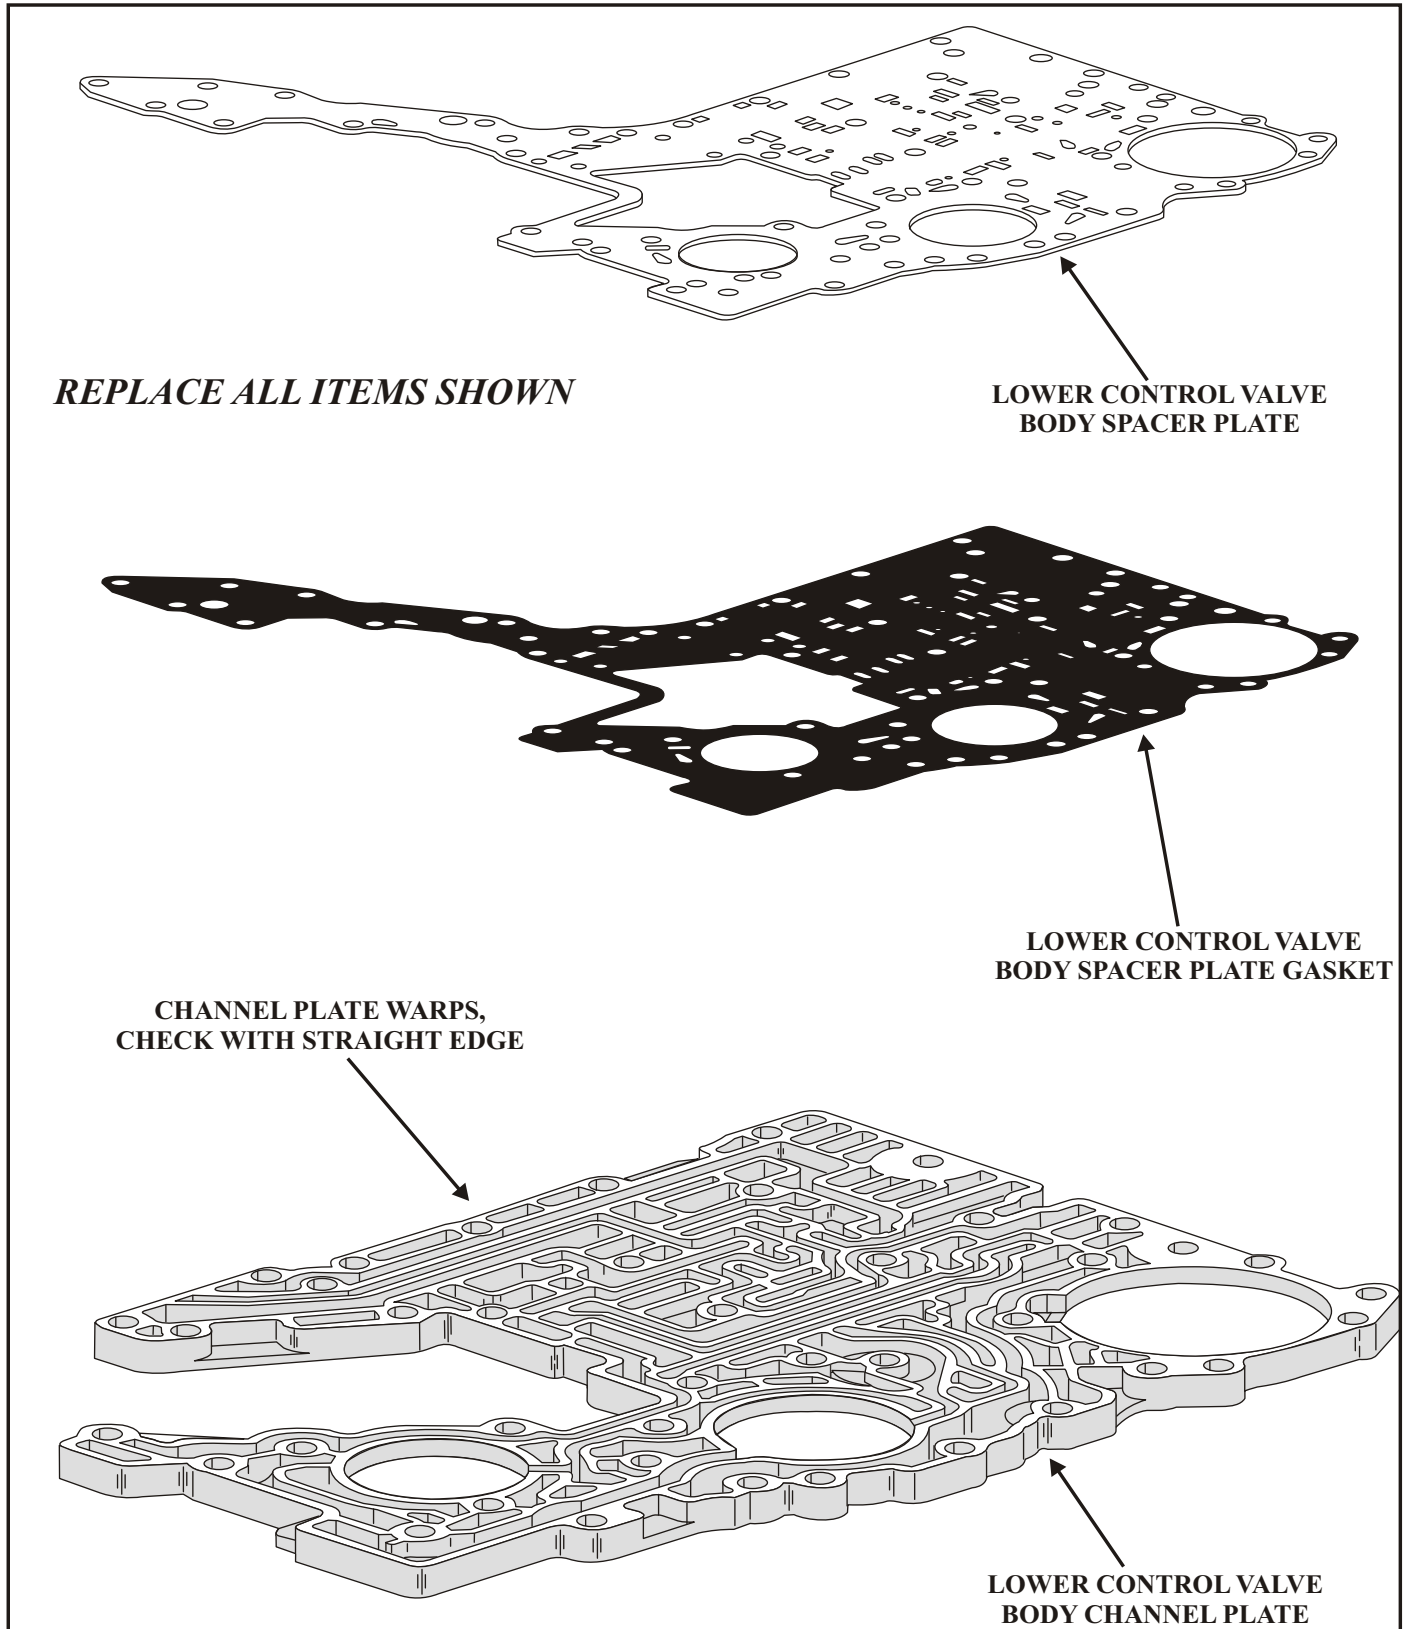 REPLACE ALL ITEMS SHOWN
LOWER CONTROL VALVE
BODY SPACER PLATE
LOWER CONTROL VALVE
BODY SPACER PLATE GASKET
CHANNEL PLATE WARPS,
CHECK WITH STRAIGHT EDGE
LOWER CONTROL VALVE
BODY CHANNEL PLATE